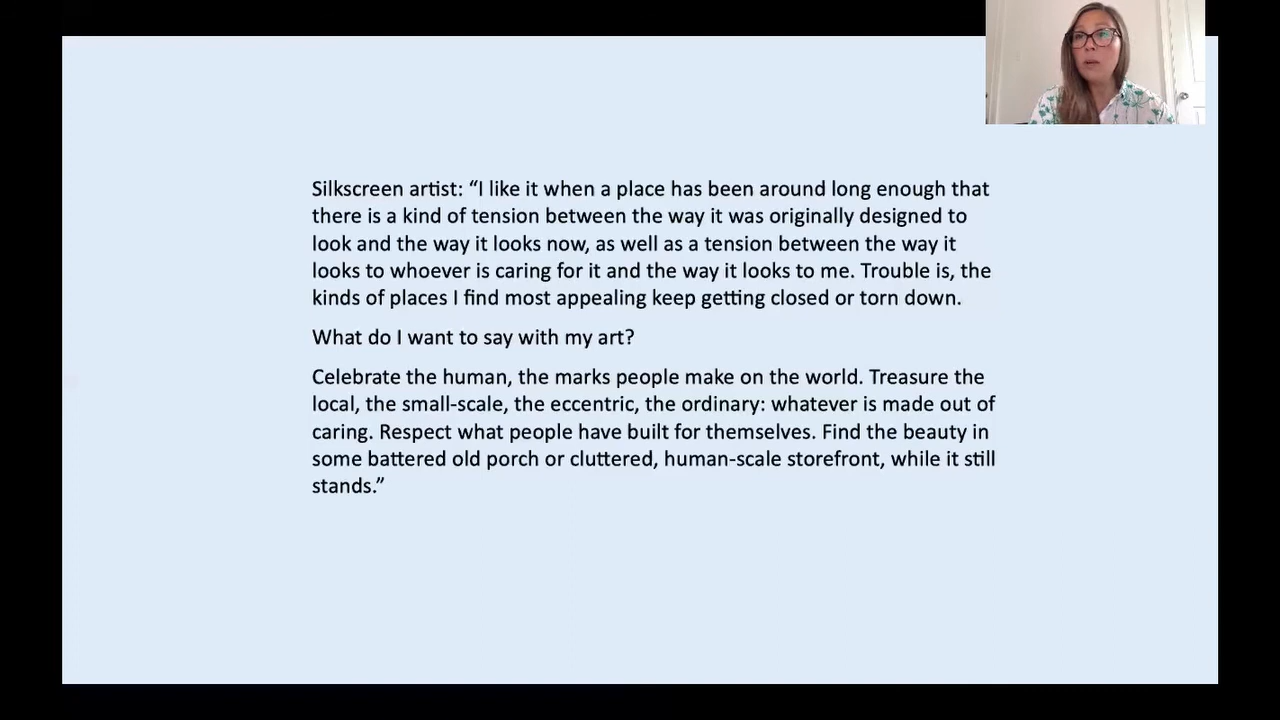 Silkscreen artist: “I like it when a place has been around long enough that
there is a kind of tension between the way it was originally designed to
look and the way it looks now, as well as a tension between the way it
looks to whoever is caring for it and the way it looks to me. Trouble is, the
kinds of places I find most appealing keep getting closed or torn down.
What do I want to say with my art?
Celebrate the human, the marks people make on the world. Treasure the
local, the small-scale, the eccentric, the ordinary: whatever is made out of
caring. Respect what people have built for themselves. Find the beauty in
some battered old porch or cluttered, human-scale storefront, while it still
stands.”